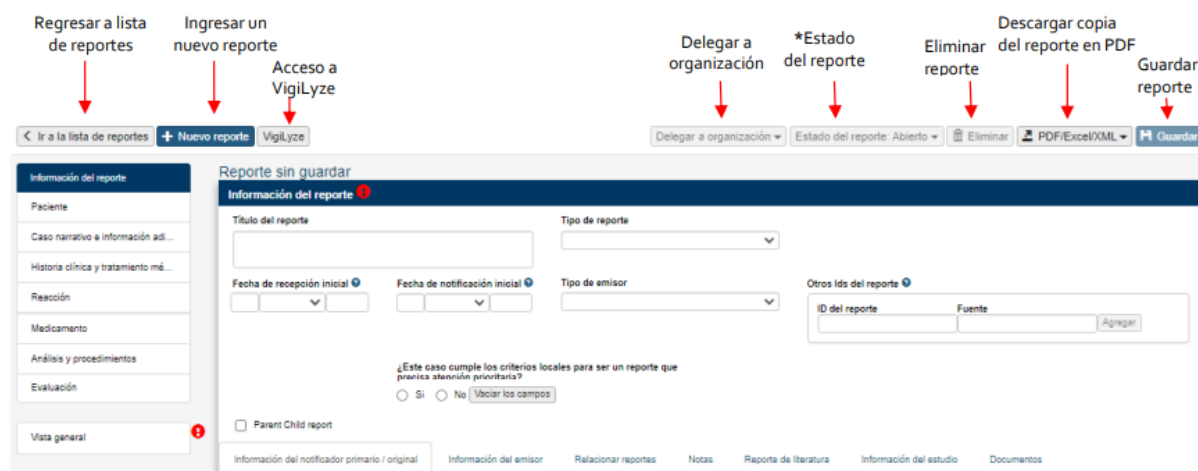 Regresar a lista
de reportes
Ingresar un
nuevo reporte
Acceso a
VigiLyze
Delegar a
organización
*Estado
del reporte
Eliminar
reporte
Descargar copia
del reporte en PDF
Guardar
reporte
Ir a la lista de reportes
+ Nuevo reporte
VigiLyze
Delegar a organización
Estado del reporte: Abierto
Eliminar
PDF/Excel/XML
Guardar
Información del reporte
Paciente
Caso narrativo e información adi...
Historia clínica y tratamiento mé...
Reacción
Medicamento
Análisis y procedimientos
Evaluación
Vista general
Reporte sin guardar
Información del reporte
Título del reporte
Tipo de reporte
Fecha de recepción inicial
Fecha de notificación inicial
Tipo de emisor
Otros Ids del reporte
ID del reporte
Fuente
Agregar
¿Este caso cumple los criterios locales para ser un reporte que
precisa atención prioritaria?
Si
No
Vaciar los campos
Parent Child report
Información del notificador primario / original
Información del emisor
Relacionar reportes
Notas
Reporte de literatura
Información del estudio
Documentos